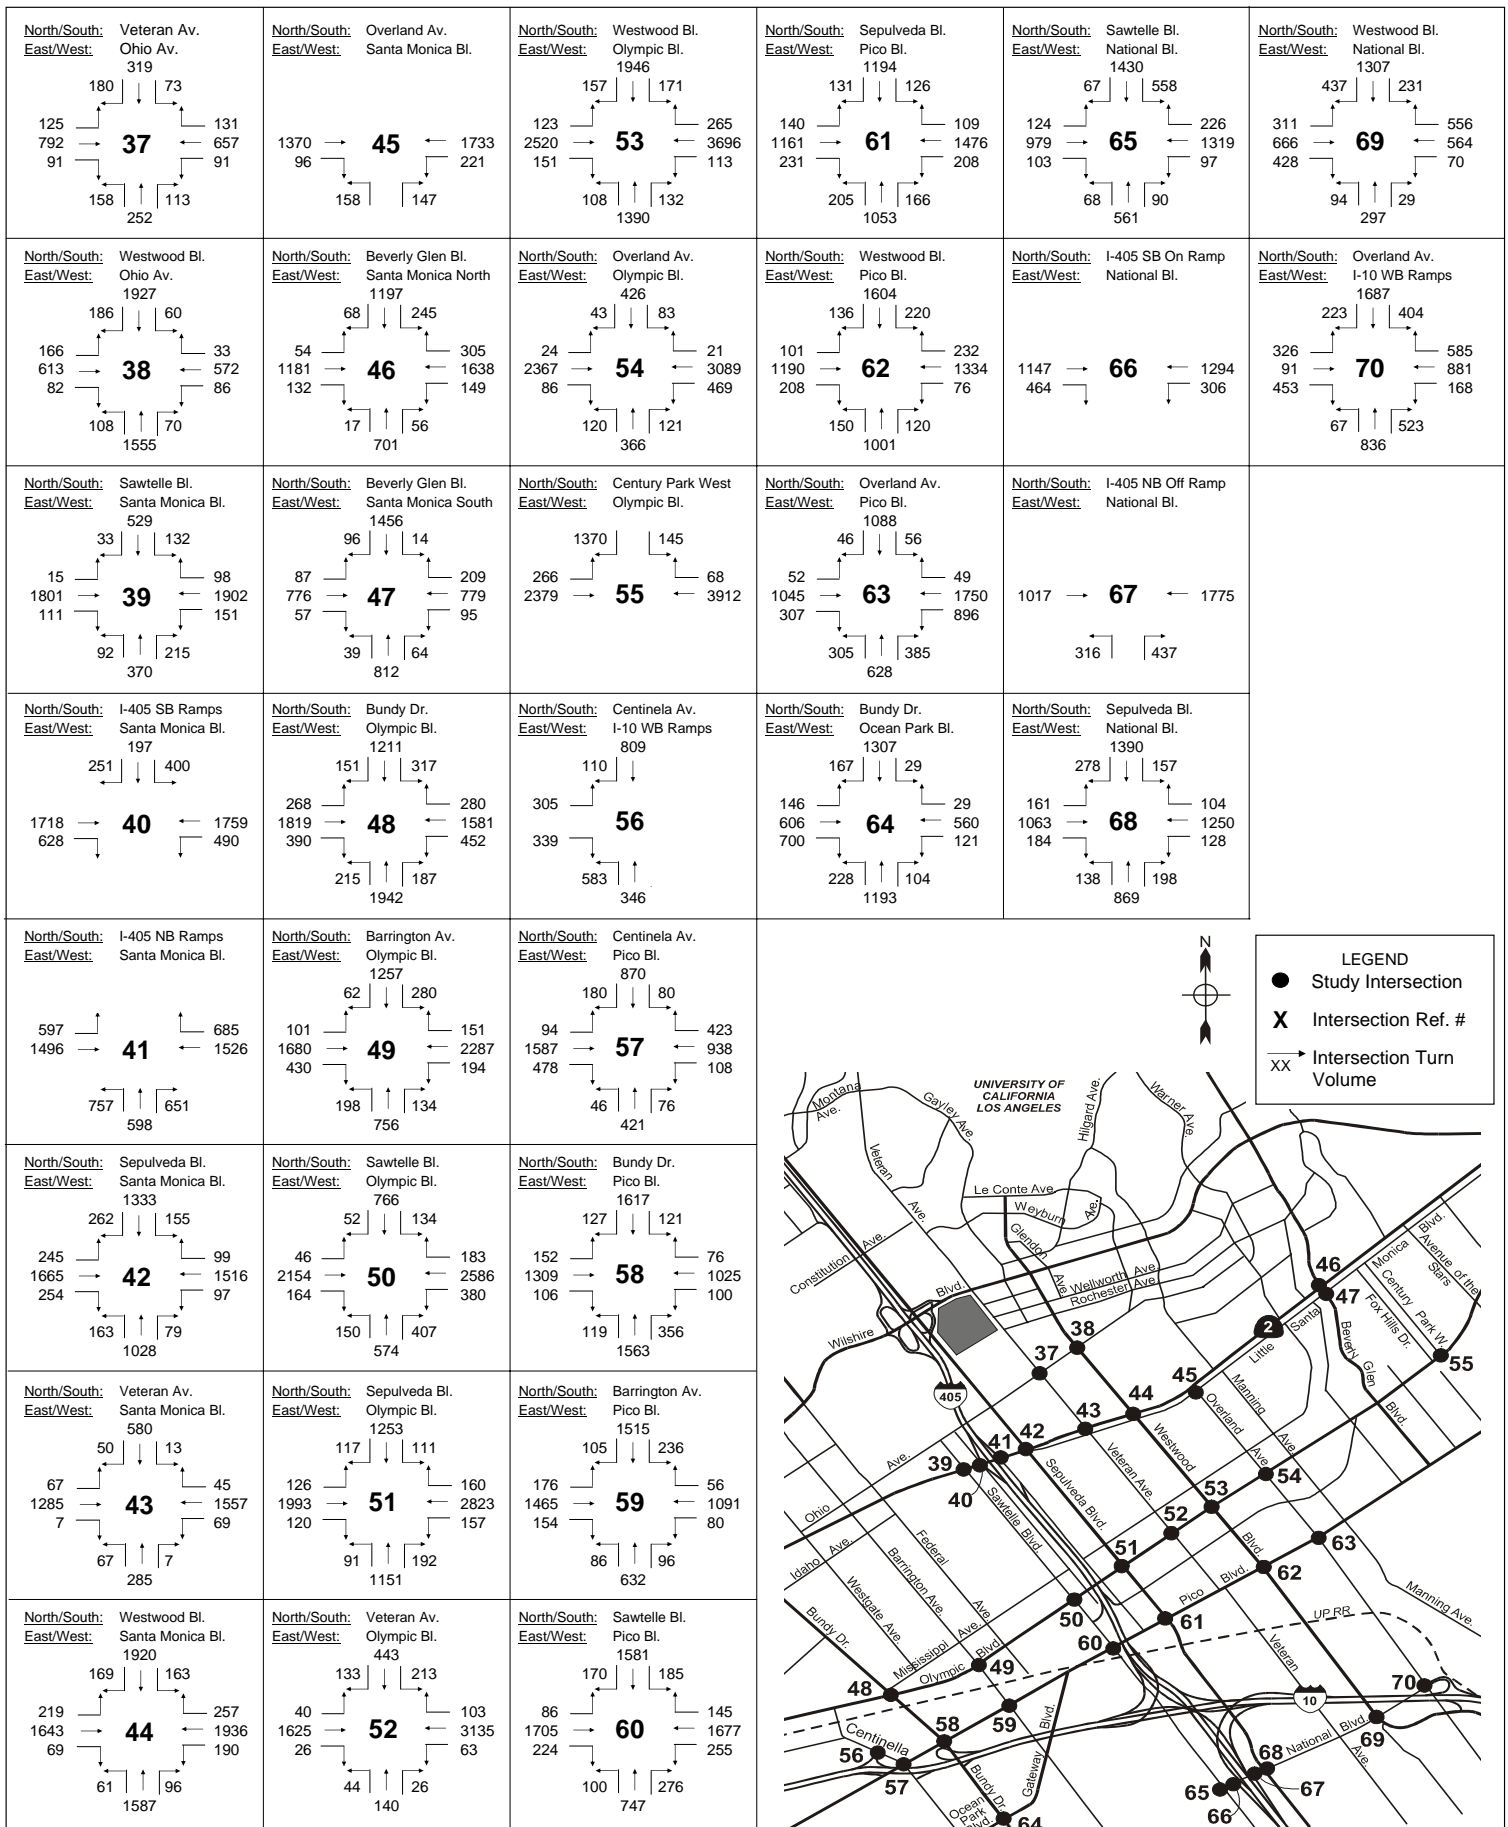 North/South: Veteran Av.
East/West: Ohio Av.
319
180 73
125 131
792 37 657
91 91
158 113
252
North/South: Overland Av.
East/West: Santa Monica Bl.
1370 45 1733
96 221
158 147
North/South: Westwood Bl.
East/West: Olympic Bl.
1946
157 171
123 265
2520 53 3696
151 113
108 132
1390
North/South: Sepulveda Bl.
East/West: Pico Bl.
1194
131 126
140 109
1161 61 1476
231 208
205 166
1053
North/South: Sawtelle Bl.
East/West: National Bl.
1430
67 558
124 226
979 65 1319
103 97
68 90
561
North/South: Westwood Bl.
East/West: National Bl.
1307
437 231
311 556
666 69 564
428 70
94 29
297
North/South: Westwood Bl.
East/West: Ohio Av.
1927
186 60
166 33
613 38 572
82 86
108 70
1555
North/South: Beverly Glen Bl.
East/West: Santa Monica North
1197
68 245
54 305
1181 46 1638
132 149
17 56
701
North/South: Overland Av.
East/West: Olympic Bl.
426
43 83
24 21
2367 54 3089
86 469
120 121
366
North/South: Westwood Bl.
East/West: Pico Bl.
1604
136 220
101 232
1190 62 1334
208 76
150 120
1001
North/South: I-405 SB On Ramp
East/West: National Bl.
1147 66 1294
464 306
North/South: Overland Av.
East/West: I-10 WB Ramps
1687
223 404
326 585
91 70 881
453 168
67 523
836
North/South: Sawtelle Bl.
East/West: Santa Monica Bl.
529
33 132
15 98
1801 39 1902
111 151
92 215
370
North/South: Beverly Glen Bl.
East/West: Santa Monica South
1456
96 14
87 209
776 47 779
57 95
39 64
812
North/South: Century Park West
East/West: Olympic Bl.
1370 145
266 68
2379 55 3912
North/South: Overland Av.
East/West: Pico Bl.
1088
46 56
52 49
1045 63 1750
307 896
305 385
628
North/South: I-405 NB Off Ramp
East/West: National Bl.
1017 67 1775
316 437
North/South: I-405 SB Ramps
East/West: Santa Monica Bl.
197
251 400
1718 40 1759
628 490
North/South: Bundy Dr.
East/West: Olympic Bl.
1211
151 317
268 280
1819 48 1581
390 452
215 187
1942
North/South: Centinela Av.
East/West: I-10 WB Ramps
809
110
305
56
339
583
346
North/South: Bundy Dr.
East/West: Ocean Park Bl.
1307
167 29
146 29
606 64 560
700 121
228 104
1193
North/South: Sepulveda Bl.
East/West: National Bl.
1390
278 157
161 104
1063 68 1250
184 128
138 198
869
North/South: I-405 NB Ramps
East/West: Santa Monica Bl.
597 685
1496 41 1526
757 651
598
North/South: Barrington Av.
East/West: Olympic Bl.
1257
62 280
101 151
1680 49 2287
430 194
198 134
756
North/South: Centinela Av.
East/West: Pico Bl.
870
180 80
94 423
1587 57 938
478 108
46 76
421
North/South: Sepulveda Bl.
East/West: Santa Monica Bl.
1333
262 155
245 99
1665 42 1516
254 97
163 79
1028
North/South: Sawtelle Bl.
East/West: Olympic Bl.
766
52 134
46 183
2154 50 2586
164 380
150 407
574
North/South: Bundy Dr.
East/West: Pico Bl.
1617
127 121
152 76
1309 58 1025
106 100
119 356
1563
North/South: Veteran Av.
East/West: Santa Monica Bl.
580
50 13
67 45
1285 43 1557
7 69
67 7
285
North/South: Sepulveda Bl.
East/West: Olympic Bl.
1253
117 111
126 160
1993 51 2823
120 157
91 192
1151
North/South: Barrington Av.
East/West: Pico Bl.
1515
105 236
176 56
1465 59 1091
154 80
86 96
632
North/South: Westwood Bl.
East/West: Santa Monica Bl.
1920
169 163
219 257
1643 44 1936
69 190
61 96
1587
North/South: Veteran Av.
East/West: Olympic Bl.
443
133 213
40 103
1625 52 3135
26 63
44 26
140
North/South: Sawtelle Bl.
East/West: Pico Bl.
1581
170 185
86 145
1705 60 1677
224 255
100 276
747
N
LEGEND
Study Intersection
X Intersection Ref. #
XX Intersection Turn
Volume
UNIVERSITY OF
CALIFORNIA
LOS ANGELES
Montana
Ave.
Gayley Ave.
Hilgard Ave.
Warner Ave.
Veteran
Ave.
Le Conte Ave.
Weyburn
Ave.
Glendon
Ave.
Constitution Ave.
Wellworth Ave.
Rochester Ave.
Wilshire
Blvd.
Monica
Blvd.
Avenue of the
Stars
Century
Park W.
Fox Hills Dr.
46
47
2
Santa
Little
Beverly
Glen
Blvd.
55
38
37
405
45
44
43
42
41
39
40
Overland
Ave.
Manning
Ave.
Westwood
Blvd.
Veteran Ave.
Sepulveda Blvd.
Sawtelle Blvd.
Ohio
Ave.
Idaho Ave.
Federal
Ave.
Barrington Ave.
Westgate Ave.
Bundy Dr.
Mississippi Ave.
Olympic Blvd.
54
53
52
51
50
63
62
61
60
Pico Blvd.
Manning Ave.
UP RR
Veteran
49
48
59
58
57
56
Centinella
10
70
69
68
67
66
65
National Blvd.
Ave.
Gateway Blvd.
Bundy Dr.
Ocean
Park
Blvd.
64